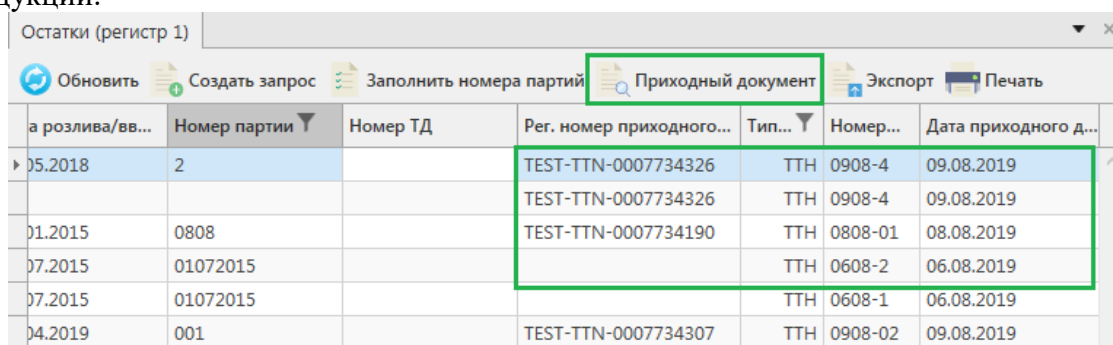 дукции.
Остатки (регистр 1)
Обновить Создать запрос Заполнить номера партий Приходный документ Экспорт Печать
а розлива/вв... Номер партии Номер ТД Рег. номер приходного... Тип... Номер... Дата приходного д...
05.2018 2 TEST-TTN-0007734326 ТТН 0908-4 09.08.2019
TEST-TTN-0007734326 ТТН 0908-4 09.08.2019
01.2015 0808 TEST-TTN-0007734190 ТТН 0808-01 08.08.2019
07.2015 01072015 ТТН 0608-2 06.08.2019
07.2015 01072015 ТТН 0608-1 06.08.2019
04.2019 001 TEST-TTN-0007734307 ТТН 0908-02 09.08.2019